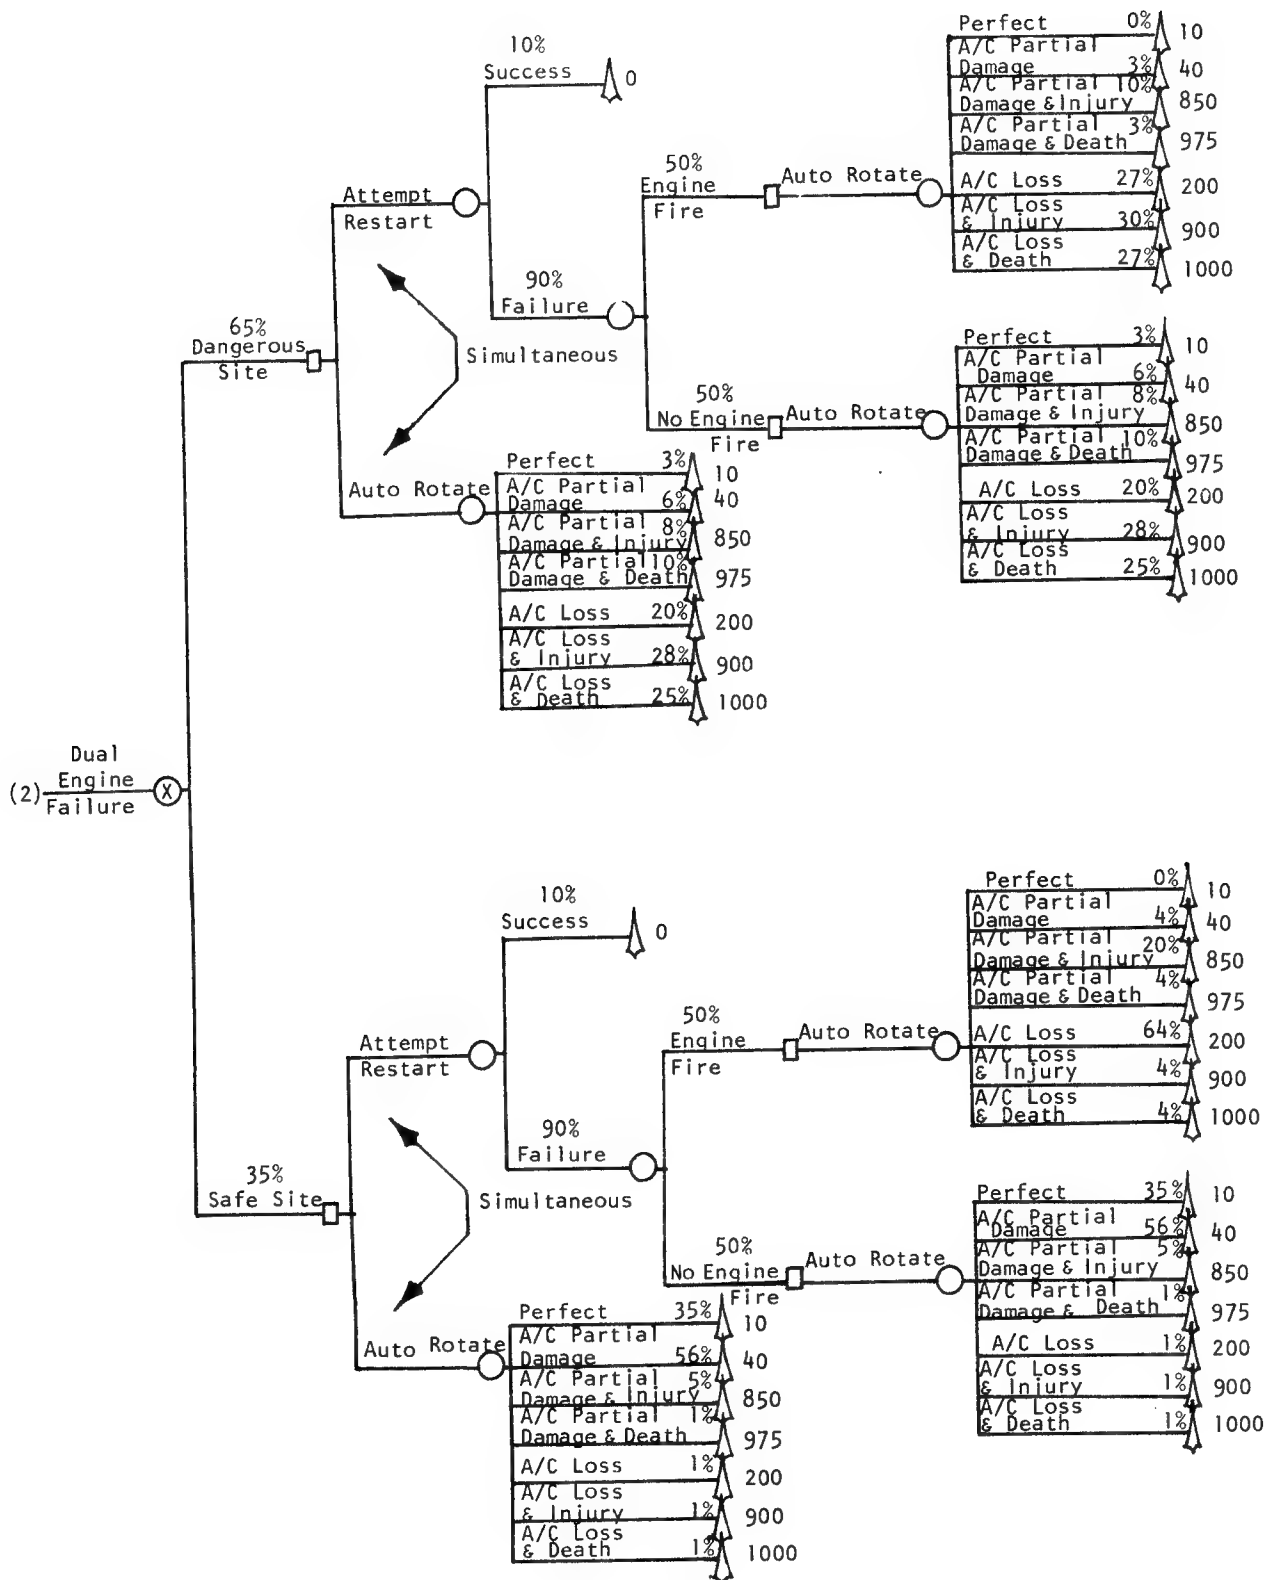 Perfect 0% 10
A/C Partial
Damage 3% 40
A/C Partial 10%
Damage & Injury 850
A/C Partial 3%
Damage & Death 975
A/C Loss 27% 200
A/C Loss
& Injury 30% 900
A/C Loss
& Death 27% 1000
10%
Success 0
50%
Engine
Fire
Auto Rotate
Attempt
Restart
90%
Failure
65%
Dangerous
Site
Simultaneous
Perfect 3% 10
A/C Partial
Damage 6% 40
A/C Partial 8%
Damage & Injury 850
A/C Partial 10%
Damage & Death 975
A/C Loss 20% 200
A/C Loss
& Injury 28% 900
A/C Loss
& Death 25% 1000
50%
No Engine
Fire
Auto Rotate
Auto Rotate
Perfect 3% 10
A/C Partial
Damage 6% 40
A/C Partial 8%
Damage & Injury 850
A/C Partial 10%
Damage & Death 975
A/C Loss 20% 200
A/C Loss
& Injury 28% 900
A/C Loss
& Death 25% 1000
(2)
Dual
Engine
Failure
X
Perfect 0% 10
A/C Partial
Damage 4% 40
A/C Partial 20%
Damage & Injury 850
A/C Partial 4%
Damage & Death 975
A/C Loss 64% 200
A/C Loss
& Injury 4% 900
A/C Loss
& Death 4% 1000
10%
Success 0
50%
Engine
Fire
Auto Rotate
Attempt
Restart
90%
Failure
35%
Safe Site
Simultaneous
Perfect 35% 10
A/C Partial
Damage 56% 40
A/C Partial 5%
Damage & Injury 850
A/C Partial 1%
Damage & Death 975
A/C Loss 1% 200
A/C Loss
& Injury 1% 900
A/C Loss
& Death 1% 1000
50%
No Engine
Fire
Auto Rotate
Auto Rotate
Perfect 35% 10
A/C Partial
Damage 56% 40
A/C Partial 5%
Damage & Injury 850
A/C Partial 1%
Damage & Death 975
A/C Loss 1% 200
A/C Loss
& Injury 1% 900
A/C Loss
& Death 1% 1000